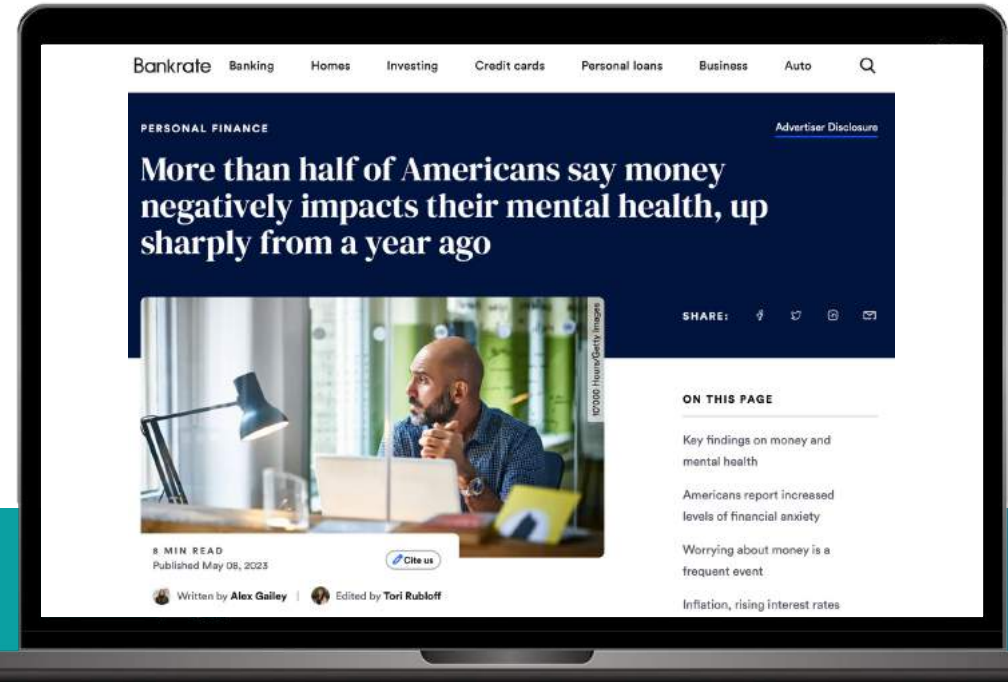 Bankrate Banking Homes Investing Credit cards Personal loans Business Auto
PERSONAL FINANCE
Advertiser Disclosure
More than half of Americans say money
negatively impacts their mental health, up
sharply from a year ago
10'000 Hours/Getty Images
SHARE:
ON THIS PAGE
Key findings on money and
mental health
Americans report increased
levels of financial anxiety
Worrying about money is a
frequent event
Inflation, rising interest rates
8 MIN READ
Published May 08, 2023
Cite us
Written by Alex Gailey | Edited by Tori Rubloff